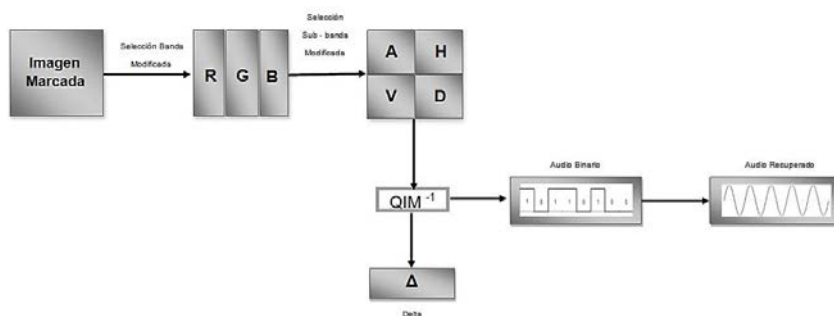 Imagen
Marcada
Selección Banda
Modificada
R G B
Selección
Sub - banda
Modificada
A H
V D
QIM -1
Audio Binario
Audio Recuperado
Δ
Delta